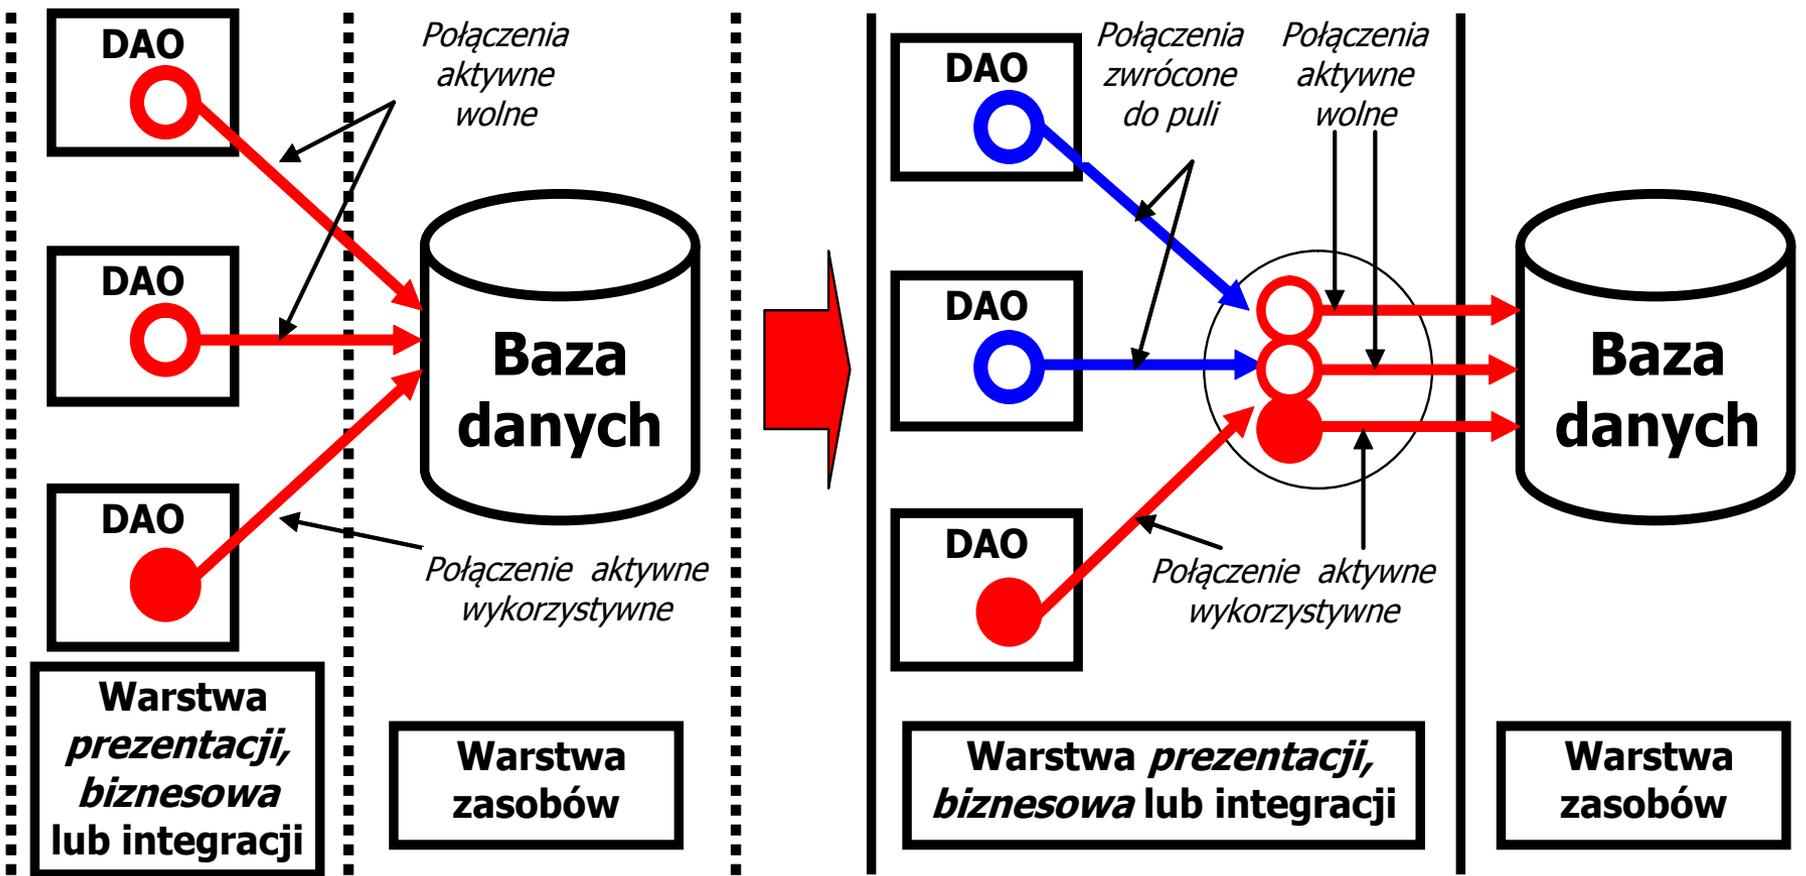 DAO
Połączenia
aktywne
wolne
DAO
Baza
danych
DAO
Połączenie aktywne
wykorzystywne
Warstwa
prezentacji,
biznesowa
lub integracji
Warstwa
zasobów
DAO
Połączenia
zwrócone
do puli
Połączenia
aktywne
wolne
DAO
Baza
danych
DAO
Połączenie aktywne
wykorzystywne
Warstwa prezentacji,
biznesowa lub integracji
Warstwa
zasobów